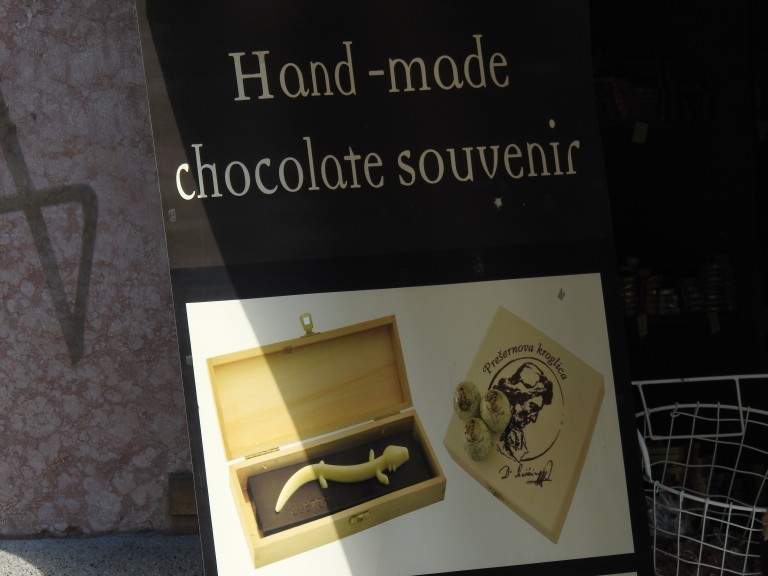 Hand-made
chocolate souvenir
Prešernova kroglica